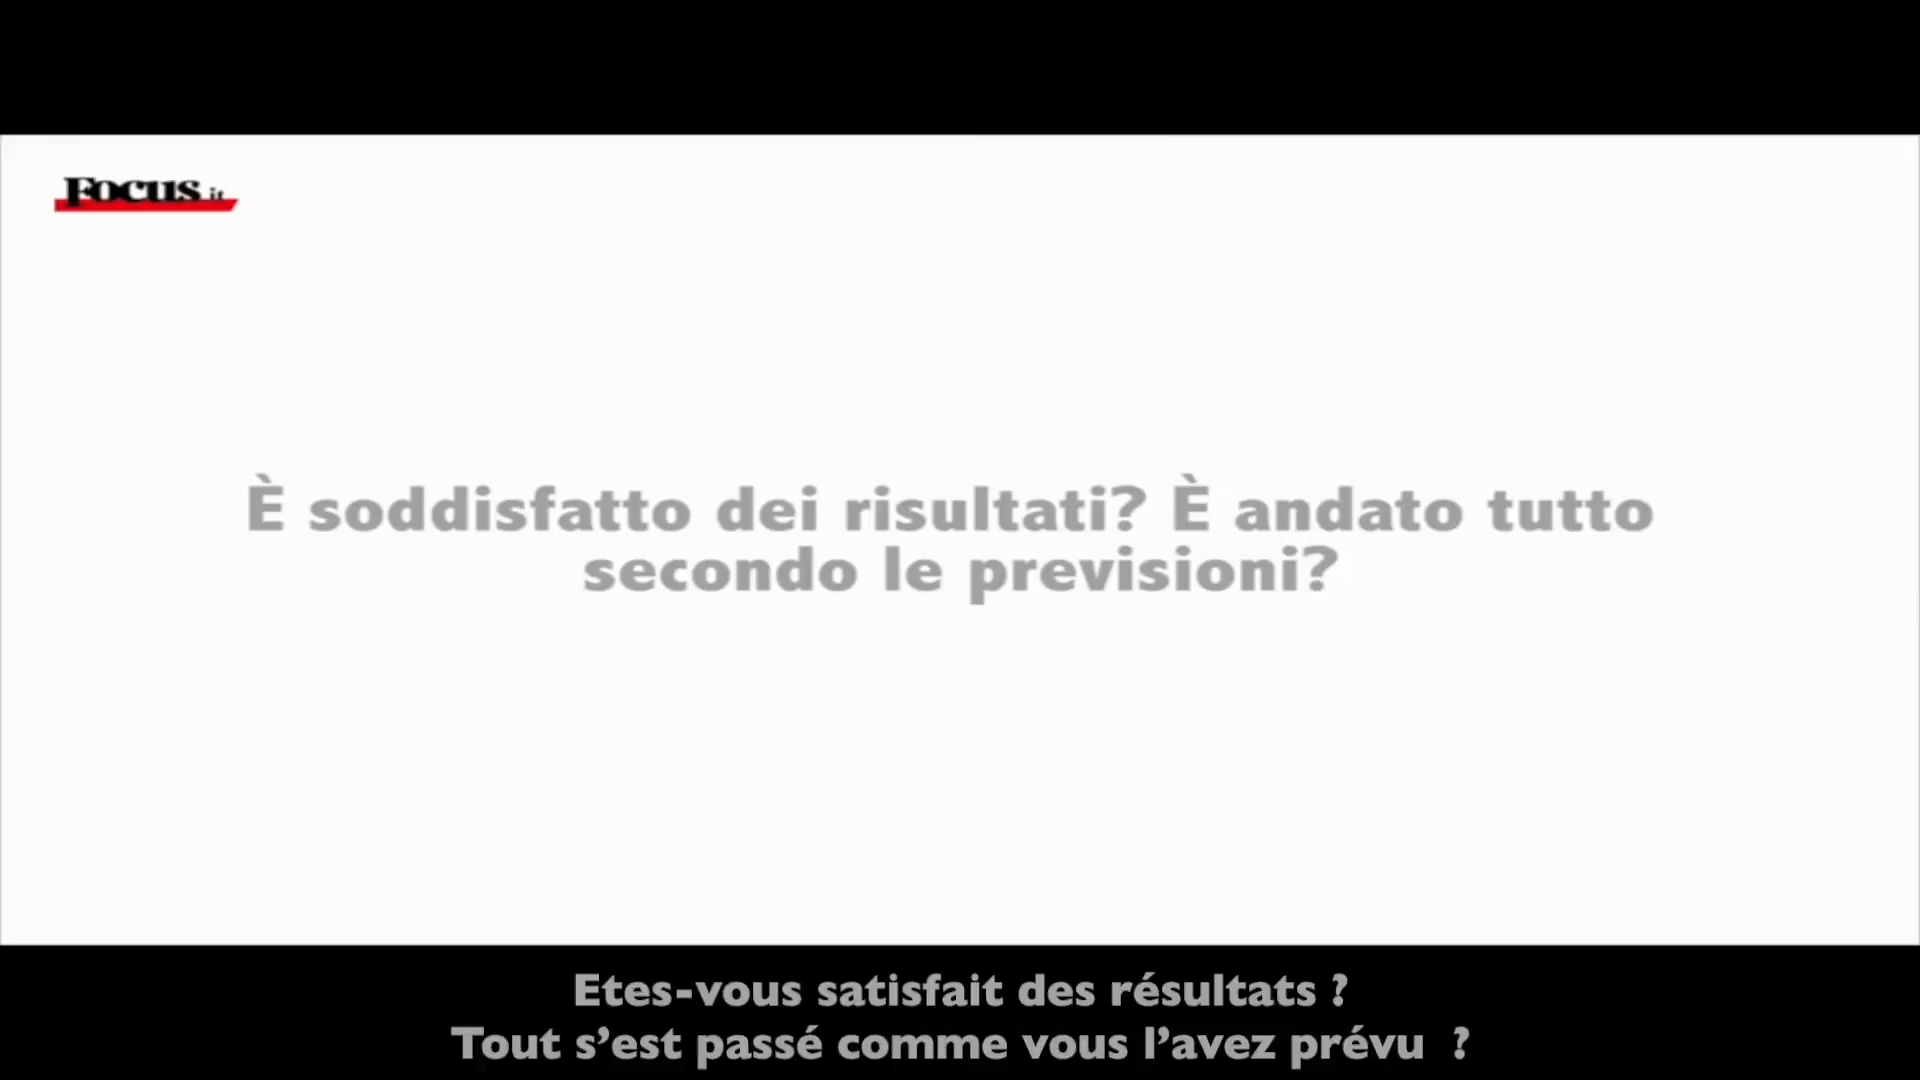 Focus.it
È soddisfatto dei risultati? È andato tutto
secondo le previsioni?
Etes-vous satisfait des résultats ?
Tout s’est passé comme vous l’avez prévu  ?